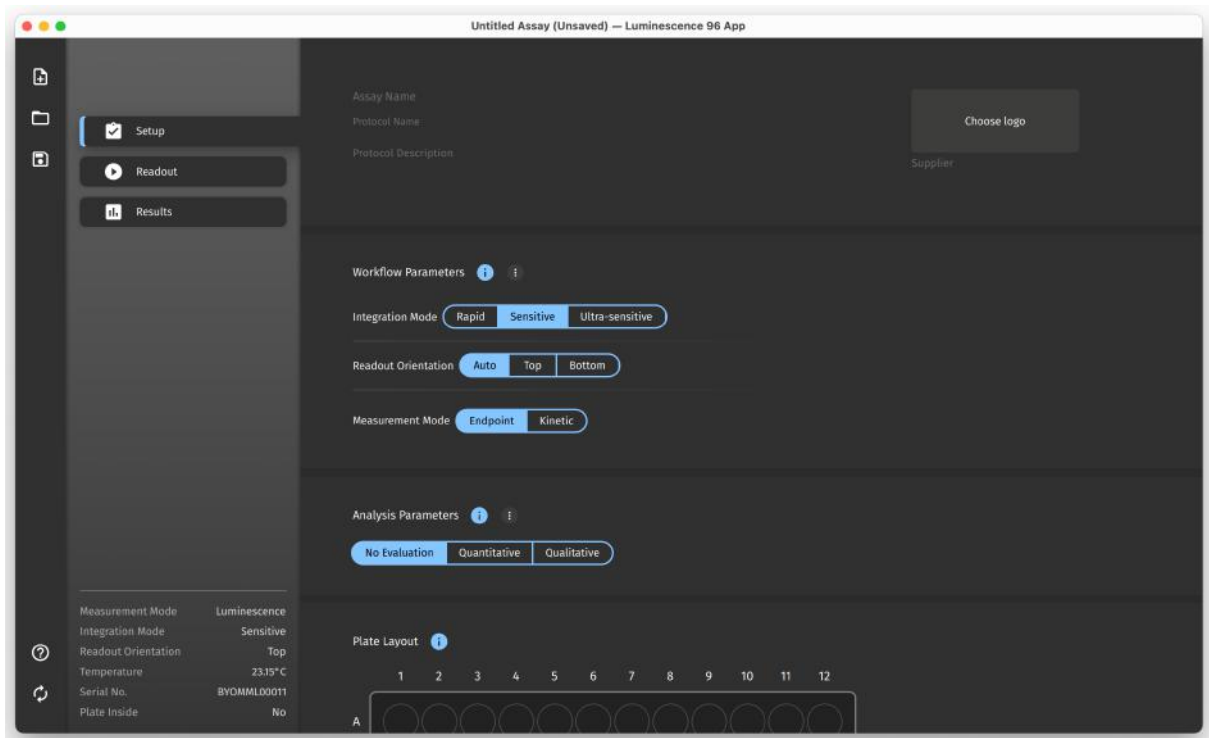 Untitled Assay (Unsaved) — Luminescence 96 App
Setup
Readout
Results
Measurement Mode Luminescence
Integration Mode Sensitive
Readout Orientation Top
Temperature 23.15°C
Serial No. BYOMML00011
Plate Inside No
Assay Name
Protocol Name
Protocol Description
Choose logo
Supplier
Workflow Parameters
Integration Mode Rapid Sensitive Ultra-sensitive
Readout Orientation Auto Top Bottom
Measurement Mode Endpoint Kinetic
Analysis Parameters
No Evaluation Quantitative Qualitative
Plate Layout
1 2 3 4 5 6 7 8 9 10 11 12
A